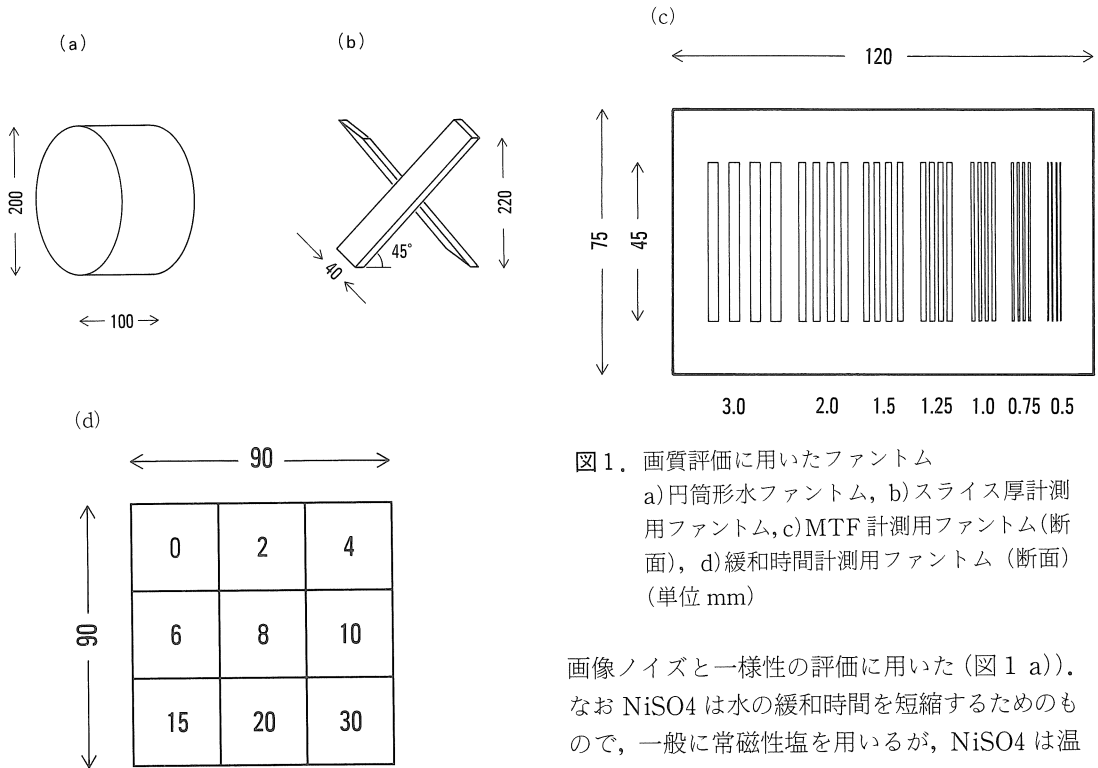 (a)
200
100
(b)
45°
40
220
(c)
120
75
45
3.0 2.0 1.5 1.25 1.0 0.75 0.5
(d)
90
90
0 2 4
6 8 10
15 20 30
図1. 画質評価に用いたファントム
a)円筒形水ファントム, b)スライス厚計測
用ファントム, c)MTF計測用ファントム(断
面), d)緩和時間計測用ファントム (断面)
(単位 mm)
画像ノイズと一様性の評価に用いた (図1 a)).
なお NiSO4 は水の緩和時間を短縮するためのも
ので, 一般に常磁性塩を用いるが, NiSO4 は温